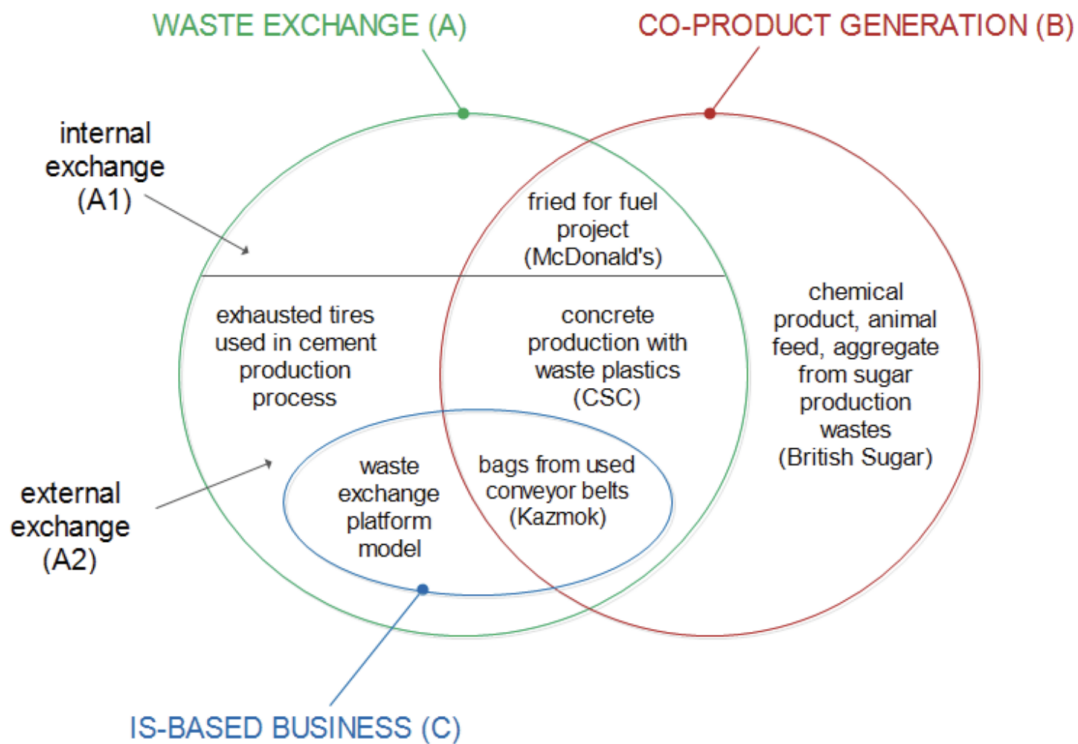 WASTE EXCHANGE (A)
CO-PRODUCT GENERATION (B)
internal
exchange
(A1)
fried for fuel
project
(McDonald's)
exhausted tires
used in cement
production
process
concrete
production with
waste plastics
(CSC)
chemical
product, animal
feed, aggregate
from sugar
production
wastes
(British Sugar)
external
exchange
(A2)
waste
exchange
platform
model
bags from used
conveyor belts
(Kazmok)
IS-BASED BUSINESS (C)